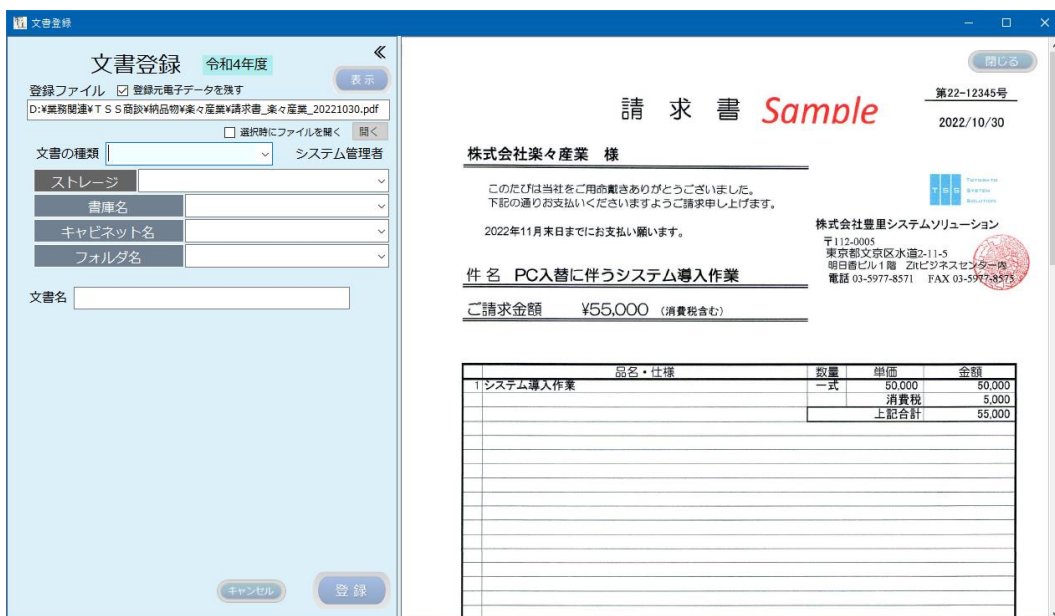 文書登録
文書登録 令和4年度
表示
登録ファイル 登録元電子データを残す
D:¥業務関連¥TSS商談¥納品物¥楽々産業¥請求書_楽々産業_20221030.pdf
選択時にファイルを開く 開く
文書の種類 システム管理者
ストレージ
書庫名
キャビネット名
フォルダ名
文書名
キャンセル 登録
閉じる
第22-12345号
請求書 Sample
2022/10/30
株式会社楽々産業 様
このたびは当社をご用命戴きありがとうございました。
下記の通りお支払いくださいますようご請求申し上げます。
2022年11月末日までにお支払い願います。
TSS
株式会社豊里システムソリューション
〒112-0005
東京都文京区水道2-11-5
明日香ビル1階 Zitビジネスセンター内
電話 03-5977-8571 FAX 03-5977-8575
件名 PC入替に伴うシステム導入作業
ご請求金額 ¥55,000 (消費税含む)
品名・仕様 数量 単価 金額
1 システム導入作業 一式 50,000 50,000
消費税 5,000
上記合計 55,000